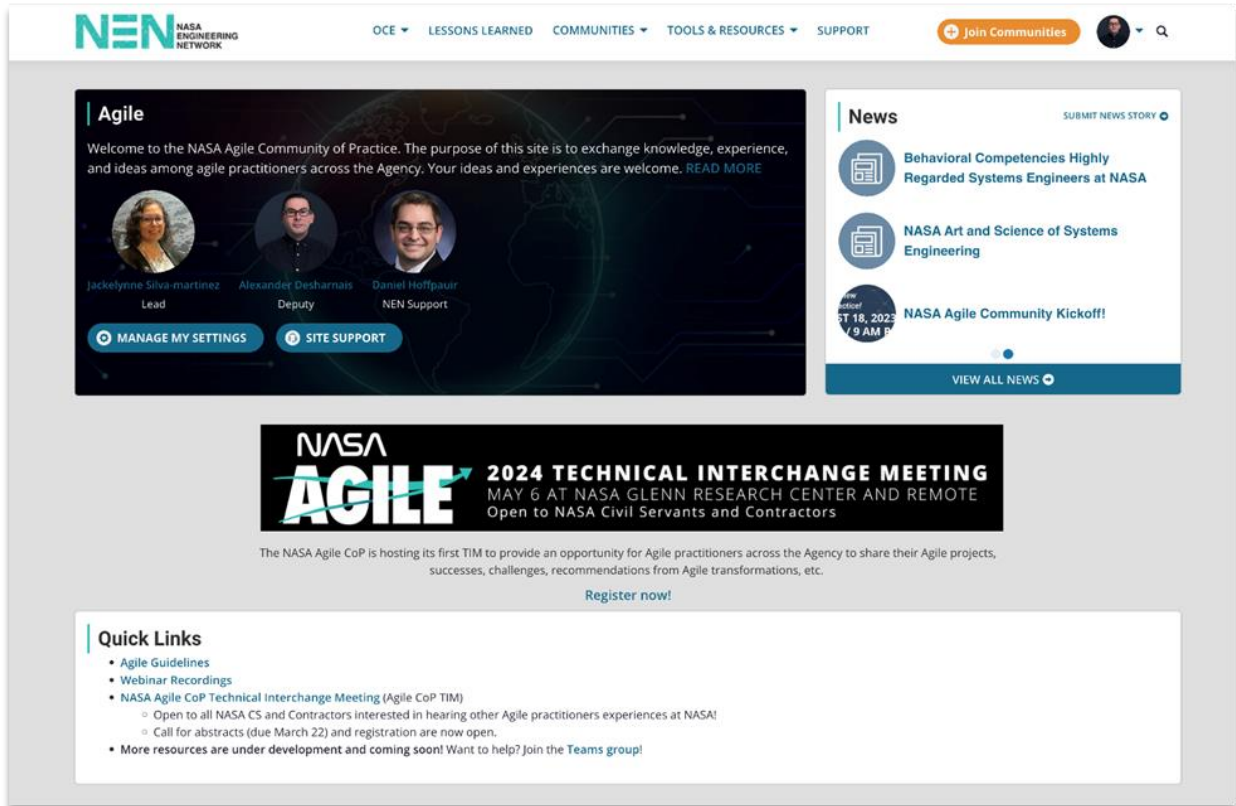 NEN NASA
ENGINEERING
NETWORK
OCE
LESSONS LEARNED
COMMUNITIES
TOOLS & RESOURCES
SUPPORT
Join Communities
Agile
Welcome to the NASA Agile Community of Practice. The purpose of this site is to exchange knowledge, experience,
and ideas among agile practitioners across the Agency. Your ideas and experiences are welcome. READ MORE
Jackelynne Silva-martinez
Lead
Alexander Desharnais
Deputy
Daniel Hoffpauir
NEN Support
MANAGE MY SETTINGS
SITE SUPPORT
News
SUBMIT NEWS STORY
Behavioral Competencies Highly
Regarded Systems Engineers at NASA
NASA Art and Science of Systems
Engineering
ST 18, 2023
/ 9 AM
NASA Agile Community Kickoff!
VIEW ALL NEWS
NASA
AGILE
2024 TECHNICAL INTERCHANGE MEETING
MAY 6 AT NASA GLENN RESEARCH CENTER AND REMOTE
Open to NASA Civil Servants and Contractors
The NASA Agile CoP is hosting its first TIM to provide an opportunity for Agile practitioners across the Agency to share their Agile projects,
successes, challenges, recommendations from Agile transformations, etc.
Register now!
Quick Links
• Agile Guidelines
• Webinar Recordings
• NASA Agile CoP Technical Interchange Meeting (Agile CoP TIM)
○ Open to all NASA CS and Contractors interested in hearing other Agile practitioners experiences at NASA!
○ Call for abstracts (due March 22) and registration are now open.
• More resources are under development and coming soon! Want to help? Join the Teams group!